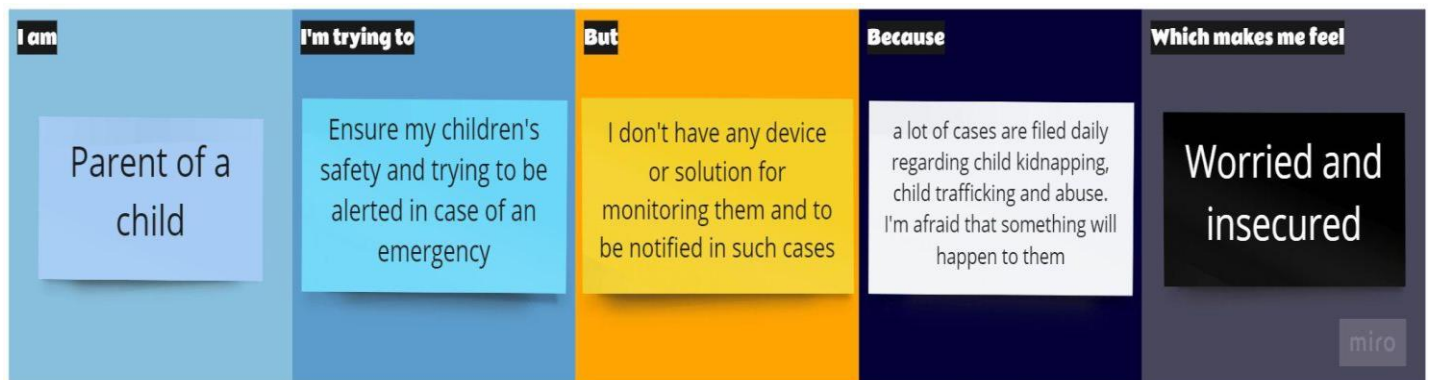 I am
Parent of a
child
I'm trying to
Ensure my children's
safety and trying to be
alerted in case of an
emergency
But
I don't have any device
or solution for
monitoring them and to
be notified in such cases
Because
a lot of cases are filed daily
regarding child kidnapping,
child trafficking and abuse.
I'm afraid that something will
happen to them
Which makes me feel
Worried and
insecured
miro